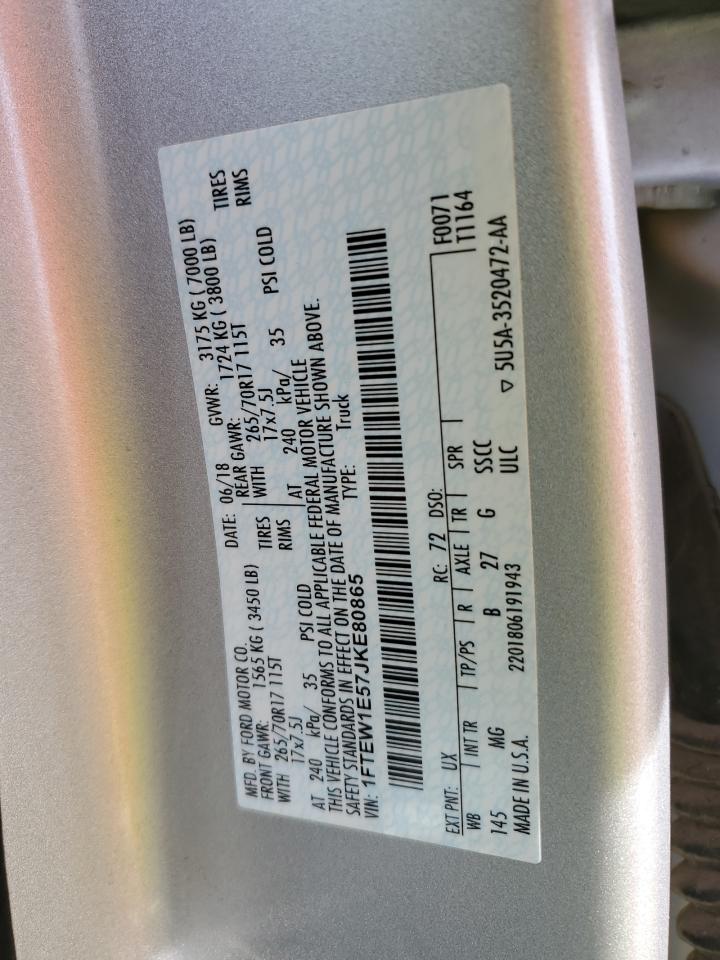 MFD. BY FORD MOTOR CO. DATE: 06/18 GVWR: 3175 KG ( 7000 LB)
FRONT GAWR: 1565 KG ( 3450 LB) REAR GAWR: 1724 KG ( 3800 LB)
WITH 265/70R17 115T TIRES WITH 265/70R17 115T TIRES
17x7.5J RIMS 17x7.5J RIMS
AT 240 kPa/ 35 PSI COLD AT 240 kPa/ 35 PSI COLD
THIS VEHICLE CONFORMS TO ALL APPLICABLE FEDERAL MOTOR VEHICLE
SAFETY STANDARDS IN EFFECT ON THE DATE OF MANUFACTURE SHOWN ABOVE.
VIN: 1FTEW1E57JKE80865 TYPE: Truck
EXT PNT: UX RC: 72 DSO: F0071
WB INT TR TP/PS R AXLE TR SPR T1164
145 MG B 27 G SSCC
MADE IN U.S.A. 2201806191943 ULC ▽ 5U5A-3520472-AA